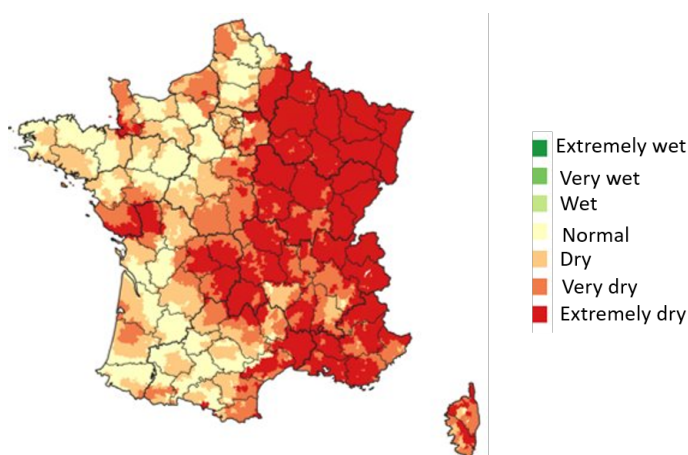 Extremely wet
Very wet
Wet
Normal
Dry
Very dry
Extremely dry